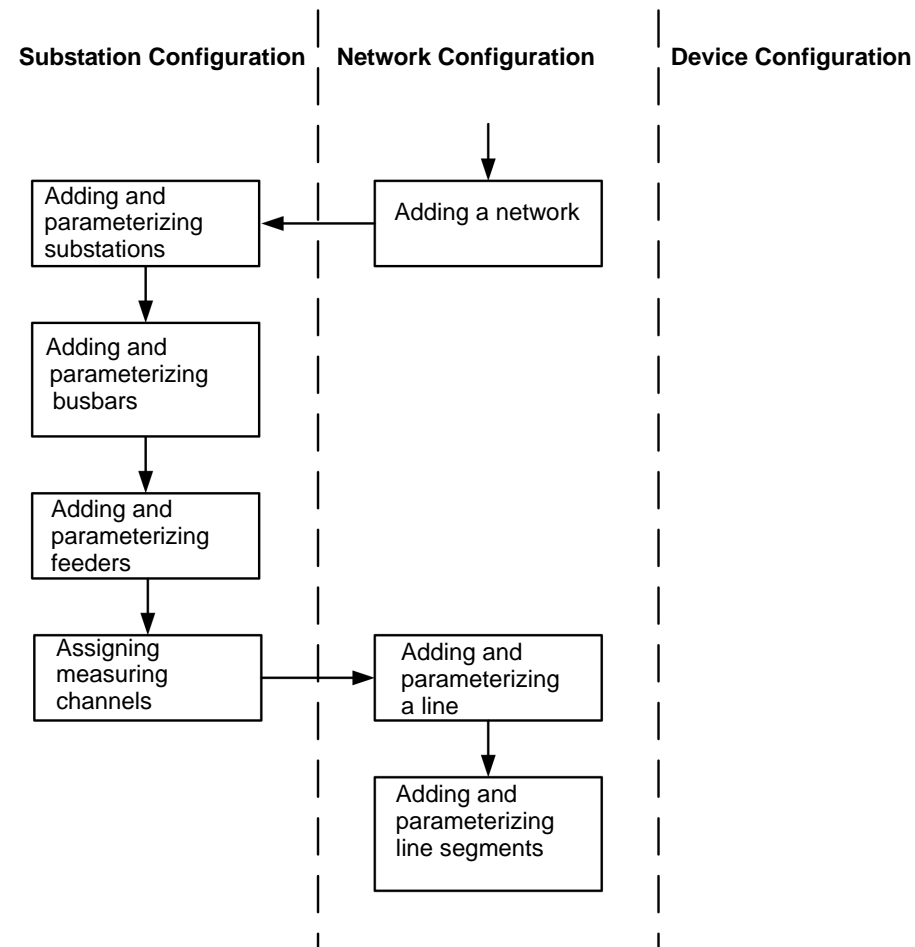 Substation Configuration
Network Configuration
Device Configuration
Adding a network
Adding and
parameterizing
substations
Adding and
parameterizing
busbars
Adding and
parameterizing
feeders
Assigning
measuring
channels
Adding and
parameterizing
a line
Adding and
parameterizing
line segments